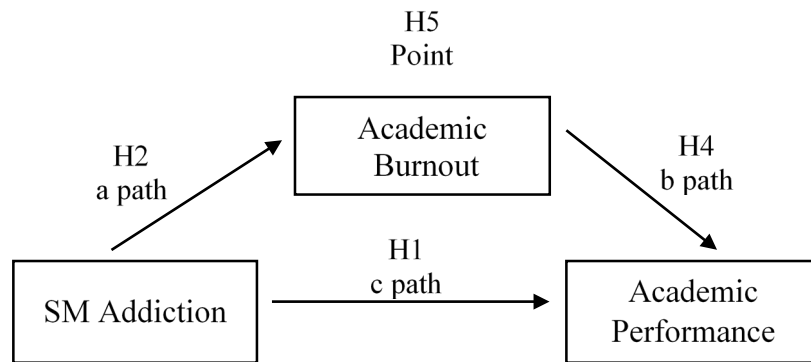 H5
Point
Academic
Burnout
H2
a path
H4
b path
H1
c path
SM Addiction
Academic
Performance